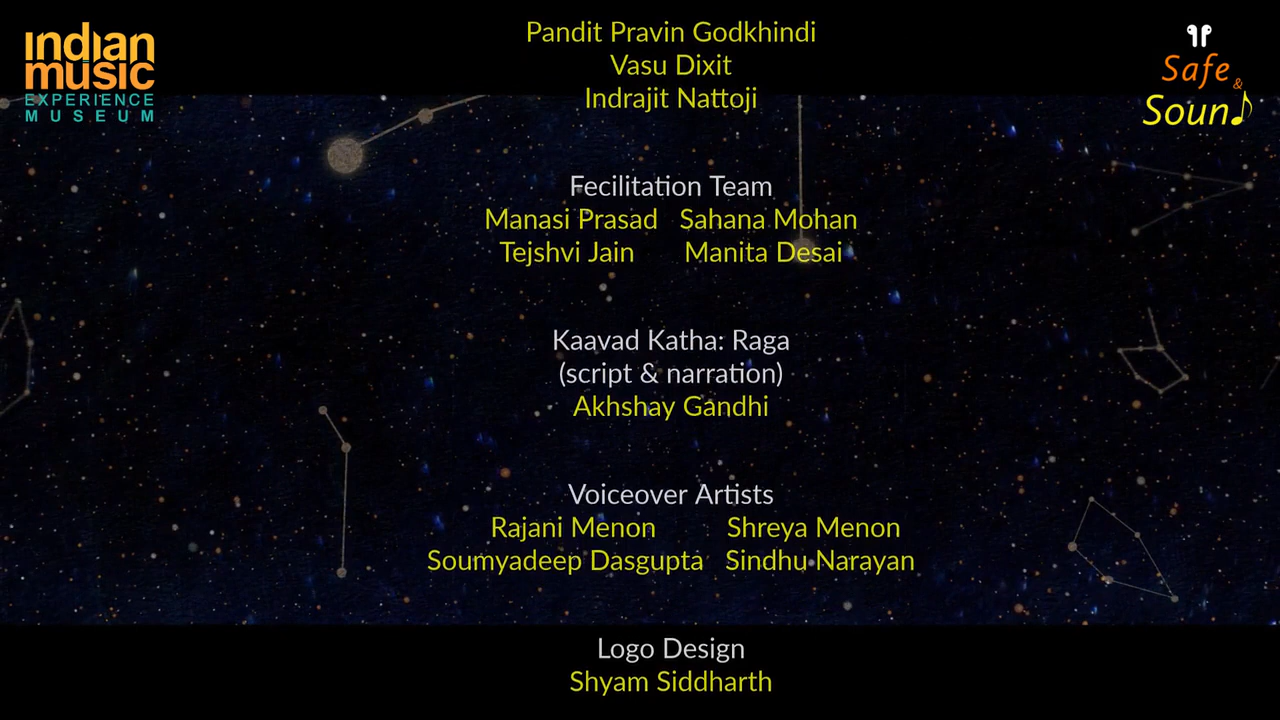 indian
music
EXPERIENCE
MUSEUM
Safe
&
Soun
Pandit Pravin Godkhindi
Vasu Dixit
Indrajit Nattoji
Fecilitation Team
Manasi Prasad Sahana Mohan
Tejshvi Jain Manita Desai
Kaavad Katha: Raga
(script & narration)
Akhshay Gandhi
Voiceover Artists
Rajani Menon Shreya Menon
Soumyadeep Dasgupta Sindhu Narayan
Logo Design
Shyam Siddharth